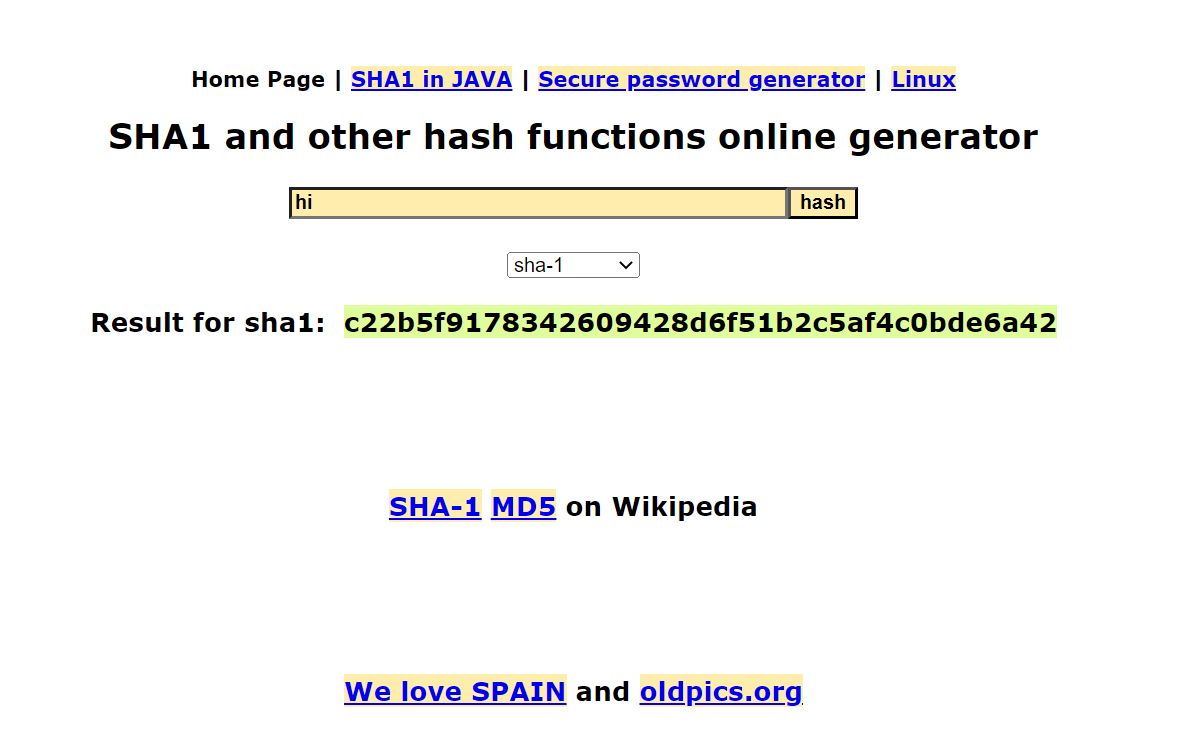 Home Page | SHA1 in JAVA | Secure password generator | Linux
SHA1 and other hash functions online generator
hi hash
sha-1
Result for sha1: c22b5f9178342609428d6f51b2c5af4c0bde6a42
SHA-1 MD5 on Wikipedia
We love SPAIN and oldpics.org